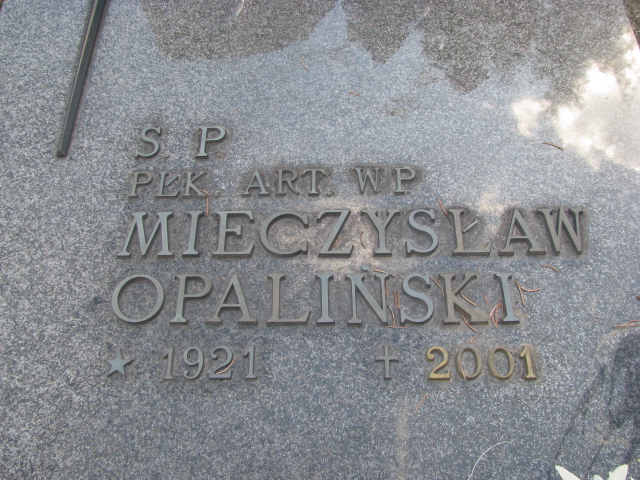 S P
PŁK. ART. WP
MIECZYSŁAW
OPALIŃSKI
★ 1921 ✝ 2001